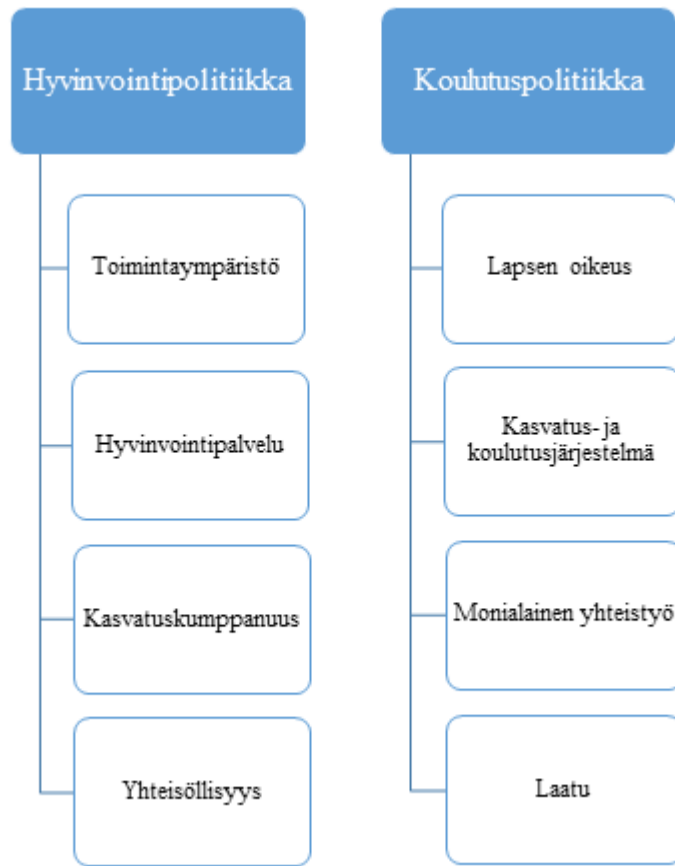 Hyvinvointipolitiikka
Toimintaympäristö
Hyvinvointipalvelu
Kasvatuskumppanuus
Yhteisöllisyys
Koulutuspolitiikka
Lapsen oikeus
Kasvatus- ja
koulutusjärjestelmä
Monialainen yhteistyö
Laatu